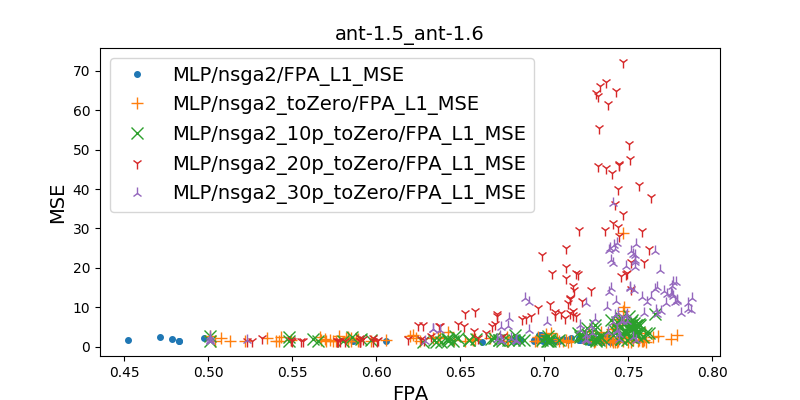 ant-1.5_ant-1.6
MLP/nsga2/FPA_L1_MSE
MLP/nsga2_toZero/FPA_L1_MSE
MLP/nsga2_10p_toZero/FPA_L1_MSE
MLP/nsga2_20p_toZero/FPA_L1_MSE
MLP/nsga2_30p_toZero/FPA_L1_MSE
MSE
70
60
50
40
30
20
10
0
0.45 0.50 0.55 0.60 0.65 0.70 0.75 0.80
FPA